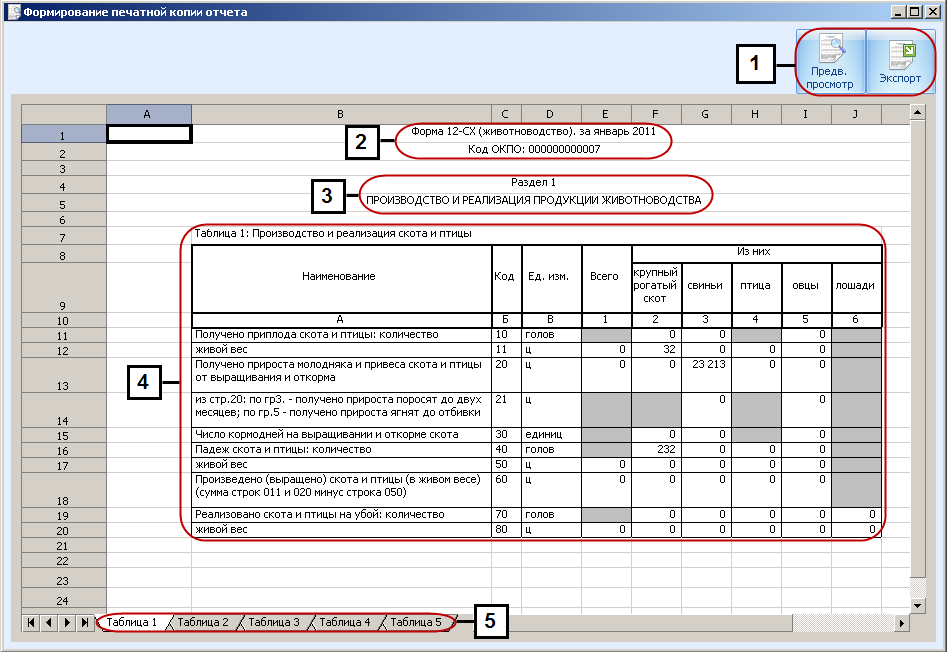 Формирование печатной копии отчета
1
Предв. просмотр
Экспорт
A B C D E F G H I J
1
2 Форма 12-СХ (животноводство). за январь 2011
2 Код ОКПО: 000000000007
3
4 3 Раздел 1
5 ПРОИЗВОДСТВО И РЕАЛИЗАЦИЯ ПРОДУКЦИИ ЖИВОТНОВОДСТВА
6
7 Таблица 1: Производство и реализация скота и птицы
8 Из них
9 Наименование Код Ед. изм. Всего крупный рогатый скот свиньи птица овцы лошади
10 А Б В 1 2 3 4 5 6
11 Получено приплода скота и птицы: количество 10 голов 0 0 0
12 живой вес 11 ц 0 32 0 0 0
13 Получено прироста молодняка и привеса скота и птицы 20 ц 0 0 23 213 0 0
от выращивания и откорма
4
14 из стр.20: по гр3. - получено прироста поросят до двух 21 ц 0 0
месяцев; по гр.5 - получено прироста ягнят до отбивки
15 Число кормодней на выращивании и откорме скота 30 единиц 0 0 0
16 Падеж скота и птицы: количество 40 голов 232 0 0 0
17 живой вес 50 ц 0 0 0 0 0
18 Произведено (выращено) скота и птицы (в живом весе) 60 ц 0 0 0 0 0
(сумма строк 011 и 020 минус строка 050)
19 Реализовано скота и птицы на убой: количество 70 голов 0 0 0 0 0
20 живой вес 80 ц 0 0 0 0 0 0
21
22
23
24
Таблица 1 Таблица 2 Таблица 3 Таблица 4 Таблица 5
5